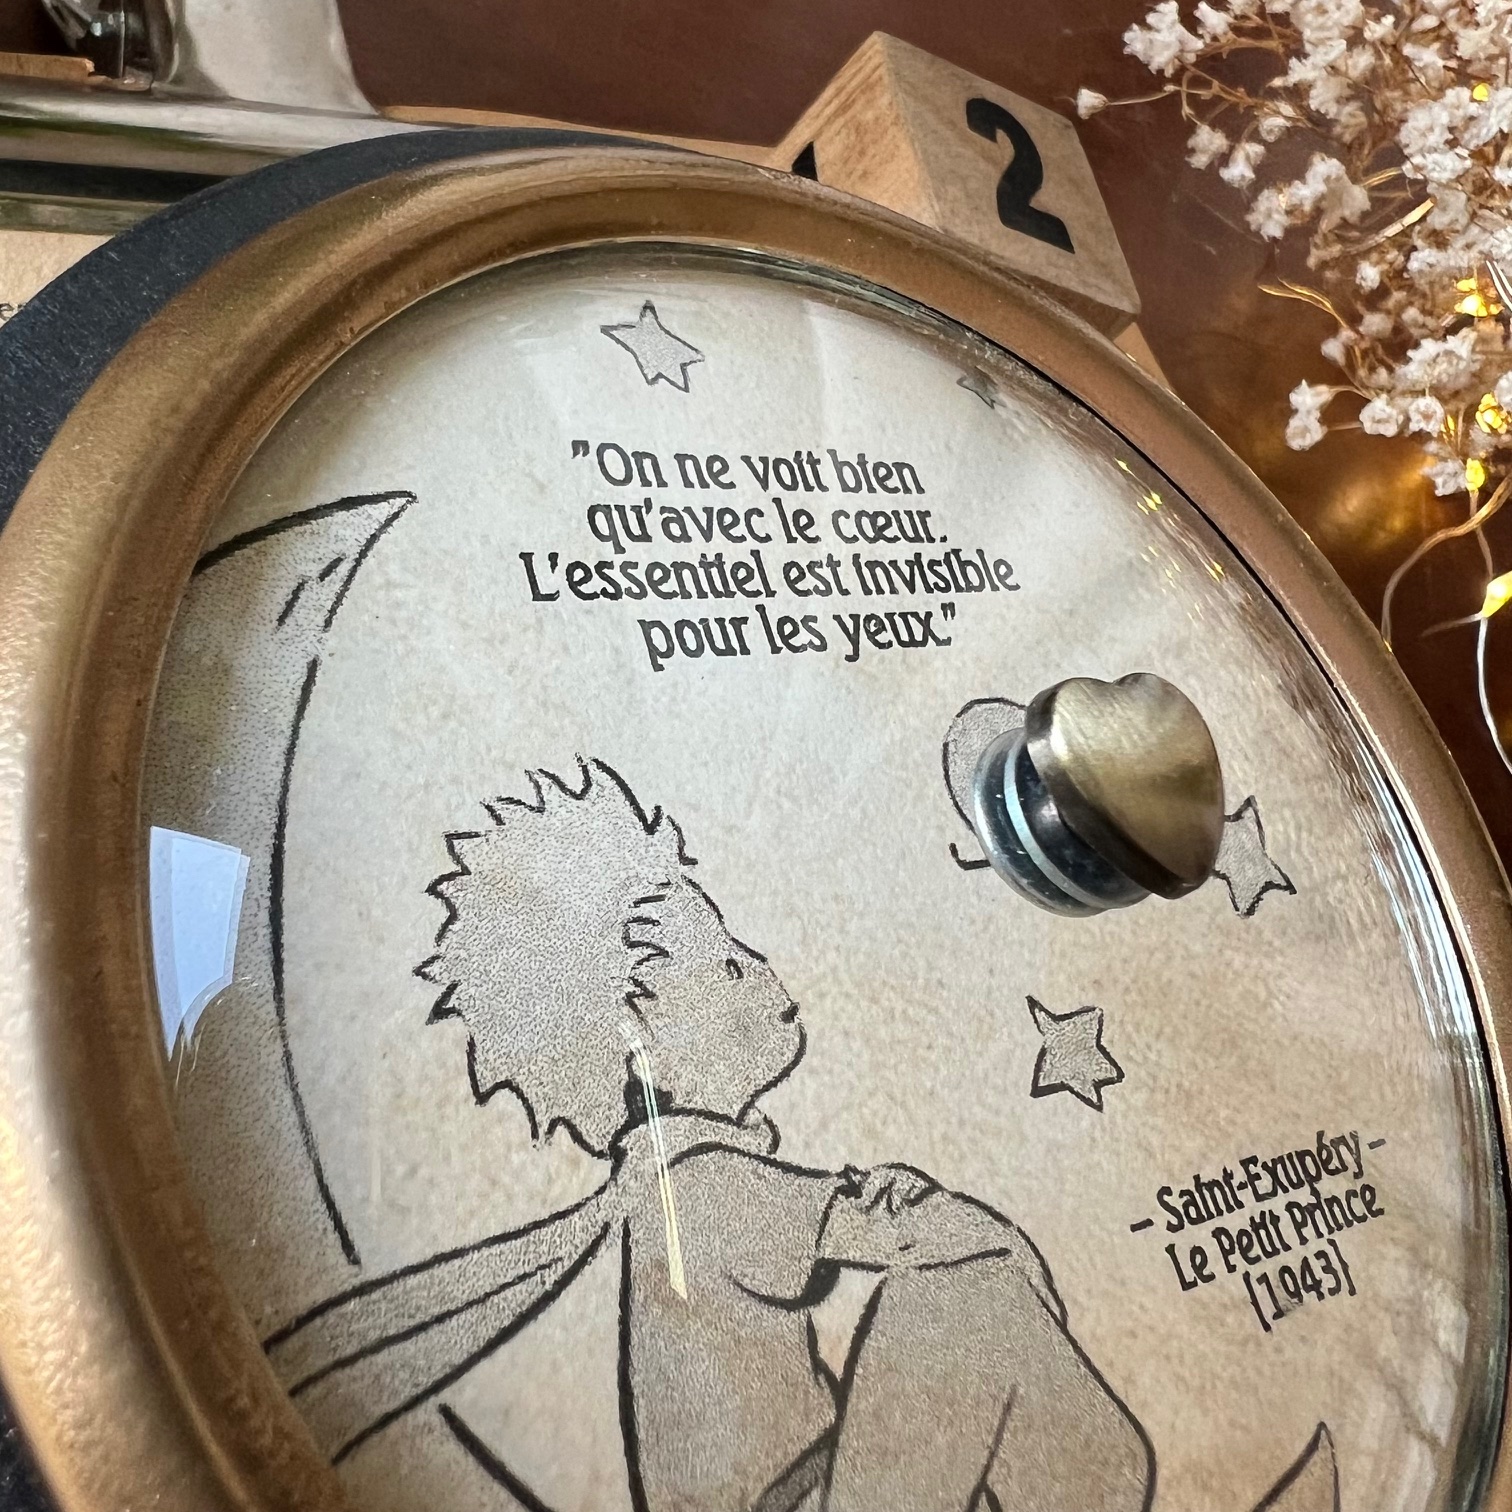 2
"On ne voit bien
qu'avec le cœur.
L'essentiel est invisible
pour les yeux."
– Saint-Exupéry –
Le Petit Prince
(1943)